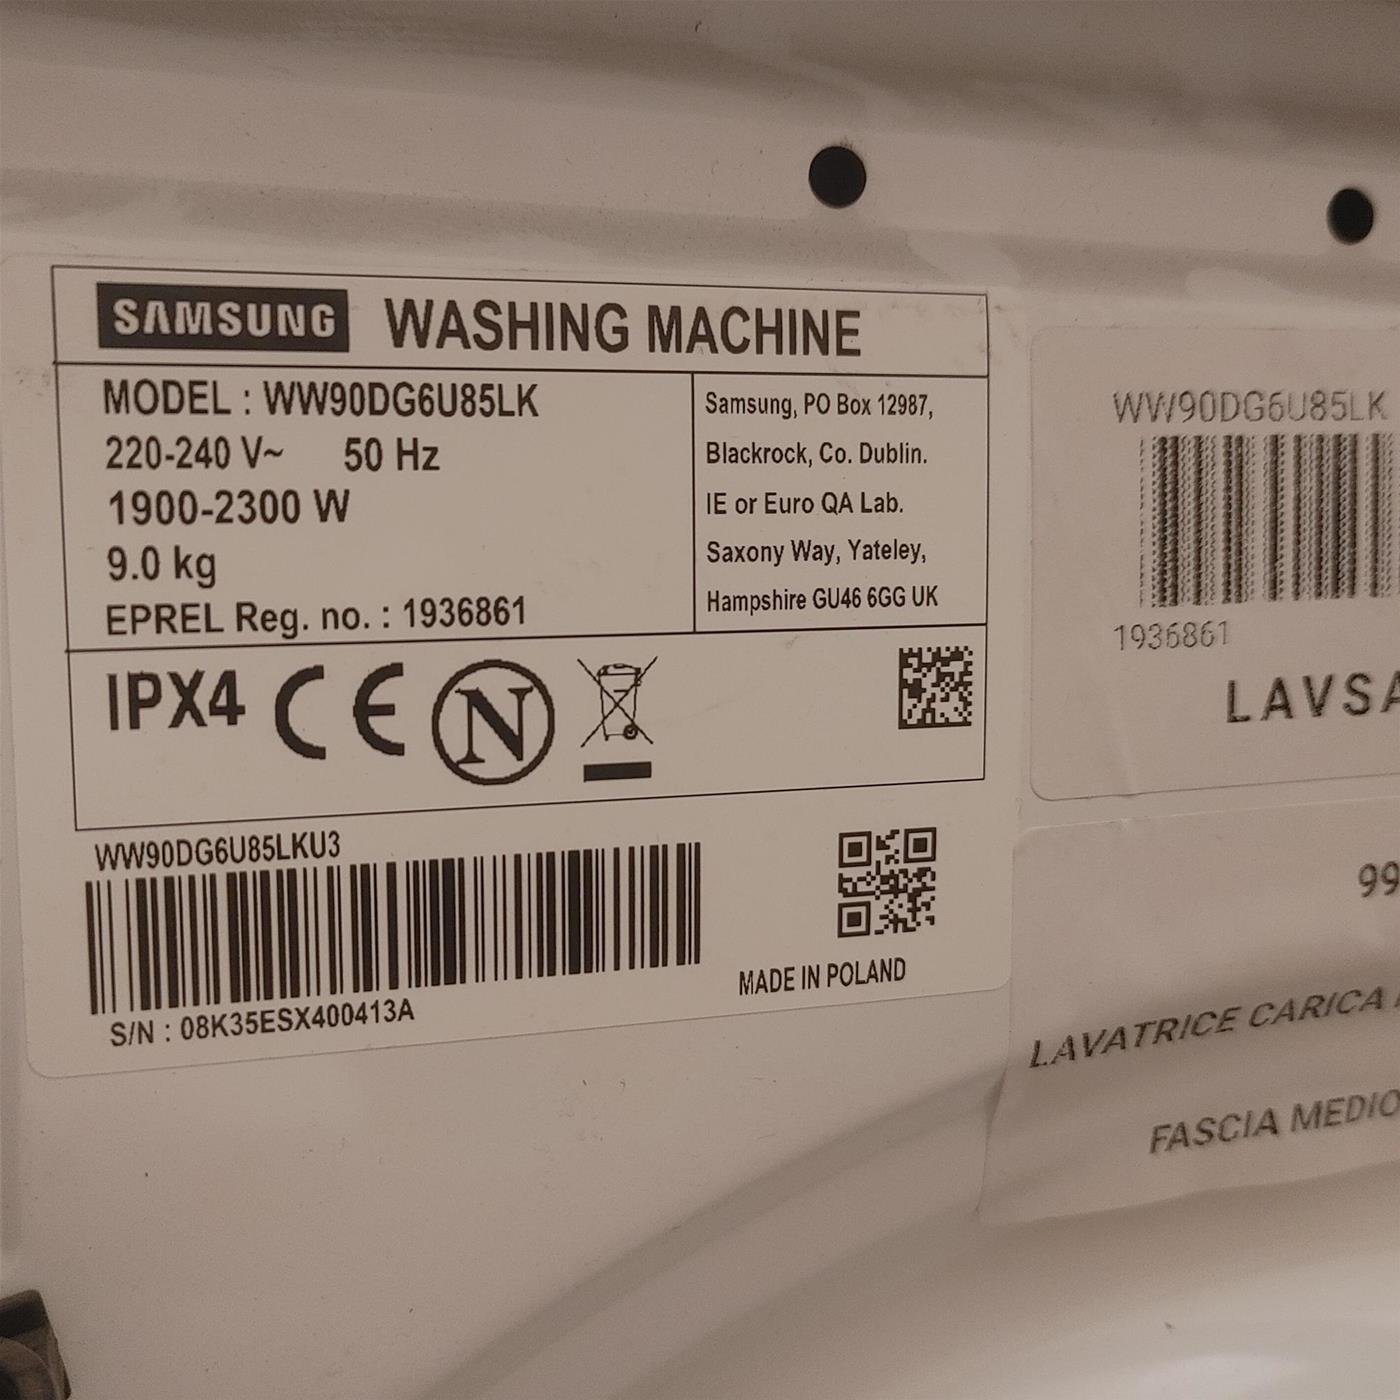 SAMSUNG WASHING MACHINE
MODEL : WW90DG6U85LK
220-240 V~ 50 Hz
1900-2300 W
9.0 kg
EPREL Reg. no. : 1936861
Samsung, PO Box 12987,
Blackrock, Co. Dublin.
IE or Euro QA Lab.
Saxony Way, Yateley,
Hampshire GU46 6GG UK
IPX4 CE N
WW90DG6U85LKU3
S/N : 08K35ESX400413A
MADE IN POLAND
WW90DG6U85LK
1936861
LAVSA
99
LAVATRICE CARICA
FASCIA MEDIO